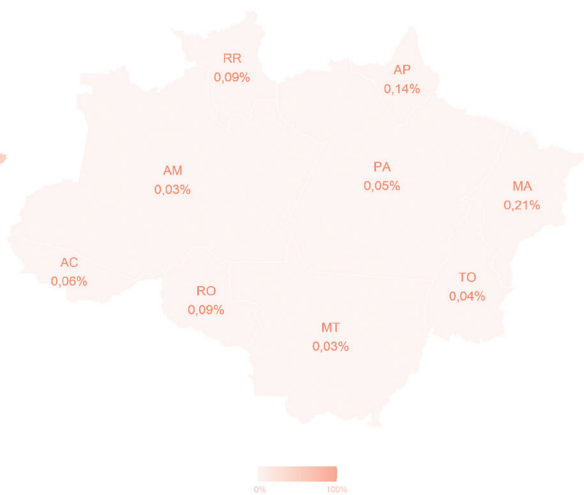 RR
0,09%
AP
0,14%
AM
0,03%
PA
0,05%
MA
0,21%
AC
0,06%
RO
0,09%
TO
0,04%
MT
0,03%
0% 100%